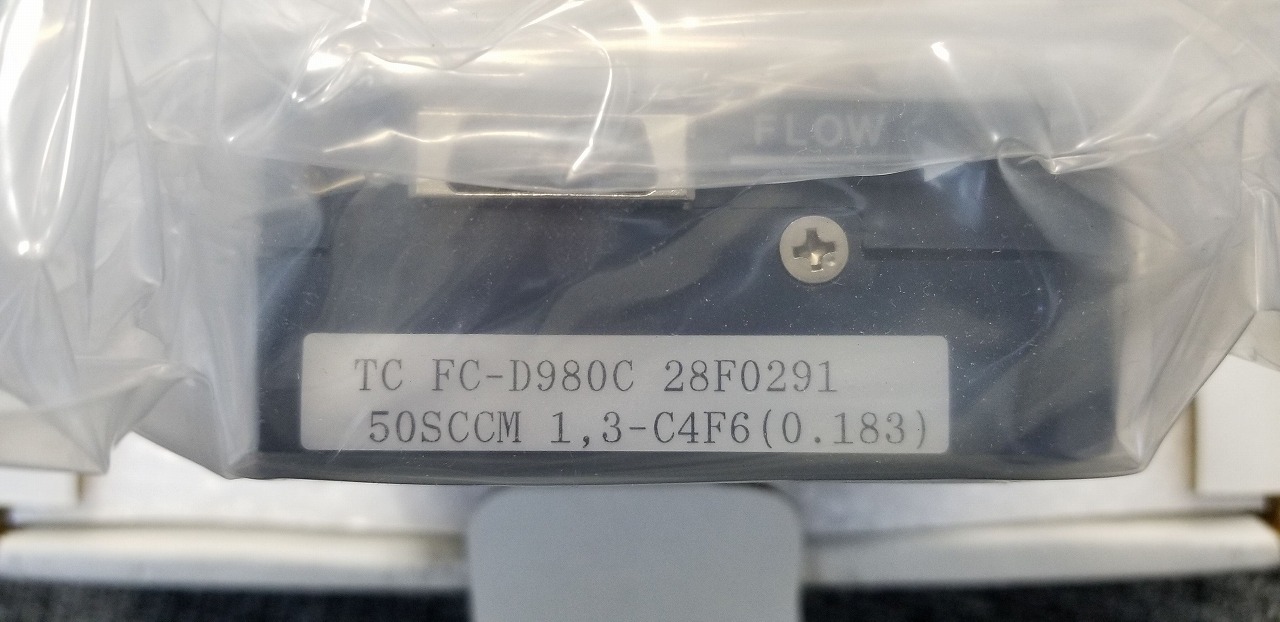 FLOW
TC FC-D980C 28F0291
50SCCM 1,3-C4F6(0.183)